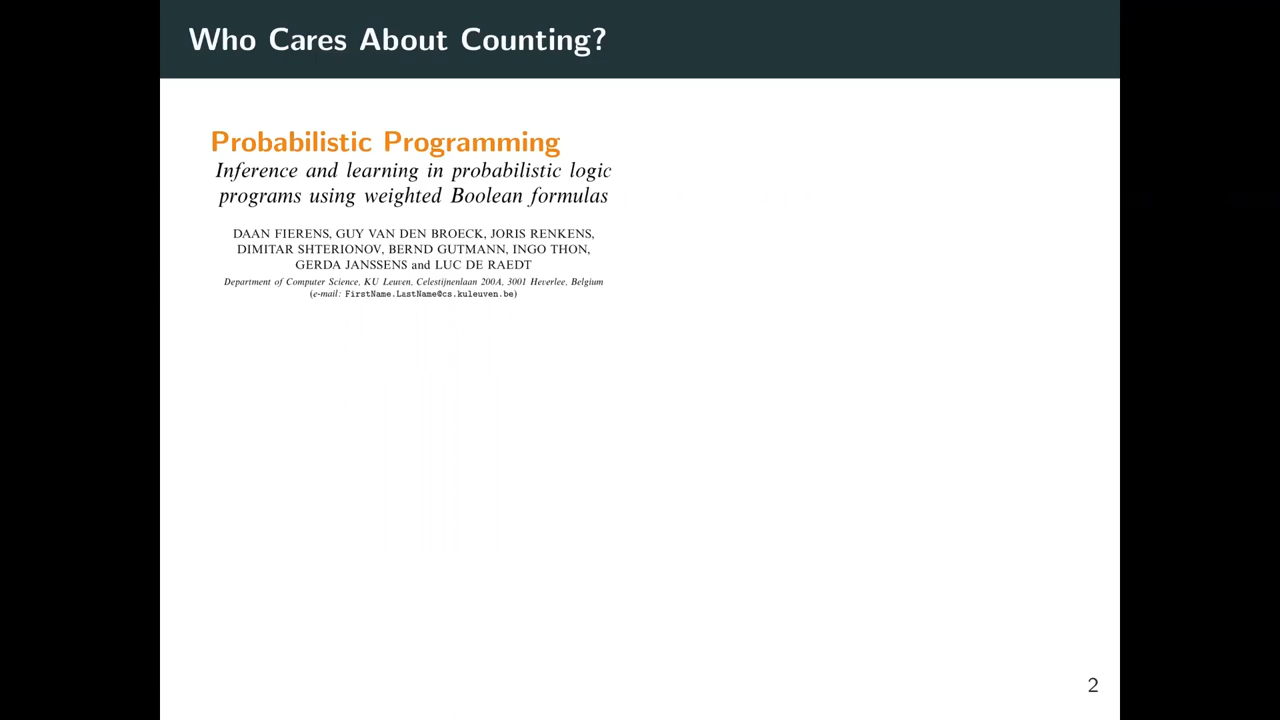 Who Cares About Counting?
Probabilistic Programming
Inference and learning in probabilistic logic
programs using weighted Boolean formulas
DAAN FIERENS, GUY VAN DEN BROECK, JORIS RENKENS,
DIMITAR SHTERIONOV, BERND GUTMANN, INGO THON,
GERDA JANSSENS and LUC DE RAEDT
Department of Computer Science, KU Leuven, Celestijnenlaan 200A, 3001 Heverlee, Belgium
(e-mail: FirstName.LastName@cs.kuleuven.be)
2